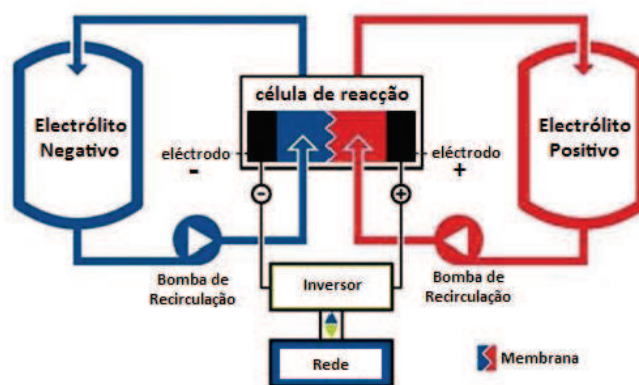 célula de reacção
Electrólito
Negativo
eléctrodo
-
eléctrodo
+
Electrólito
Positivo
-
+
Bomba de
Recirculação
Inversor
Bomba de
Recirculação
Rede
Membrana